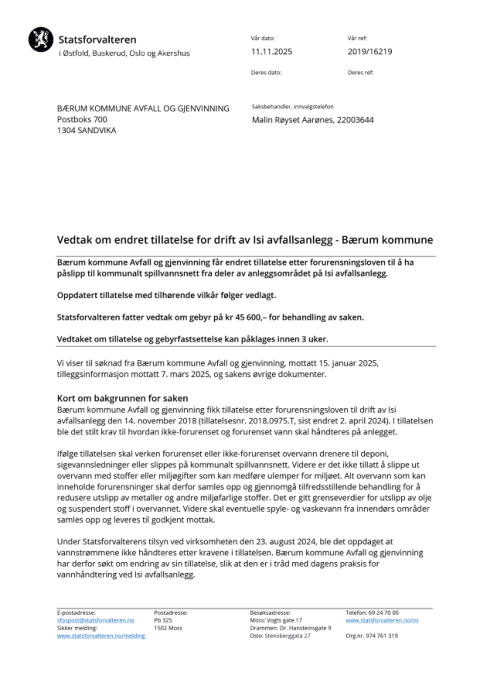 Statsforvalteren
i Østfold, Buskerud, Oslo og Akershus
Vår dato:
Vår ref:
11.11.2025
2019/16219
Deres dato:
Deres ref:
BÆRUM KOMMUNE AVFALL OG GJENVINNING
Postboks 700
1304 SANDVIKA
Saksbehandler, innvalgstelefon
Malin Røyset Aarønes, 22003644
Vedtak om endret tillatelse for drift av Isi avfallsanlegg - Bærum kommune
Bærum kommune Avfall og gjenvinning får endret tillatelse etter forurensningsloven til å ha
påslipp til kommunalt spillvannsnett fra deler av anleggsområdet på Isi avfallsanlegg.
Oppdatert tillatelse med tilhørende vilkår følger vedlagt.
Statsforvalteren fatter vedtak om gebyr på kr 45 600,– for behandling av saken.
Vedtaket om tillatelse og gebyrfastsettelse kan påklages innen 3 uker.
Vi viser til søknad fra Bærum kommune Avfall og gjenvinning, mottatt 15. januar 2025,
tilleggsinformasjon mottatt 7. mars 2025, og sakens øvrige dokumenter.
Kort om bakgrunnen for saken
Bærum kommune Avfall og gjenvinning fikk tillatelse etter forurensningsloven til drift av Isi
avfallsanlegg den 14. november 2018 (tillatelsesnr. 2018.0975.T, sist endret 2. april 2024). I tillatelsen
ble det stilt krav til hvordan ikke-forurenset og forurenset vann skal håndteres på anlegget.
Ifølge tillatelsen skal verken forurenset eller ikke-forurenset overvann drenere til deponi,
sigevannsledninger eller slippes på kommunalt spillvannsnett. Videre er det ikke tillatt å slippe ut
overvann med stoffer eller miljøgifter som kan medføre ulemper for miljøet. Alt overvann som kan
inneholde forurensninger skal derfor samles opp og gjennomgå tilfredsstillende behandling for å
redusere utslipp av metaller og andre miljøfarlige stoffer. Det er gitt grenseverdier for utslipp av olje
og suspendert stoff i overvannet. Videre skal eventuelle spyle- og vaskevann fra innendørs områder
samles opp og leveres til godkjent mottak.
Under Statsforvalterens tilsyn ved virksomheten den 23. august 2024, ble det oppdaget at
vannstrømmene ikke håndteres etter kravene i tillatelsen. Bærum kommune Avfall og gjenvinning
har derfor søkt om endring av sin tillatelse, slik at den er i tråd med dagens praksis for
vannhåndtering ved Isi avfallsanlegg.
E-postadresse:
sfospost@statsforvalteren.no
Sikker melding:
www.statsforvalteren.no/melding
Postadresse:
Pb 325
1502 Moss
Besøksadresse:
Moss: Vogts gate 17
Drammen: Dr. Hansteinsgate 9
Oslo: Stensberggata 27
Telefon: 69 24 70 00
www.statsforvalteren.no/os
Org.nr. 974 761 319